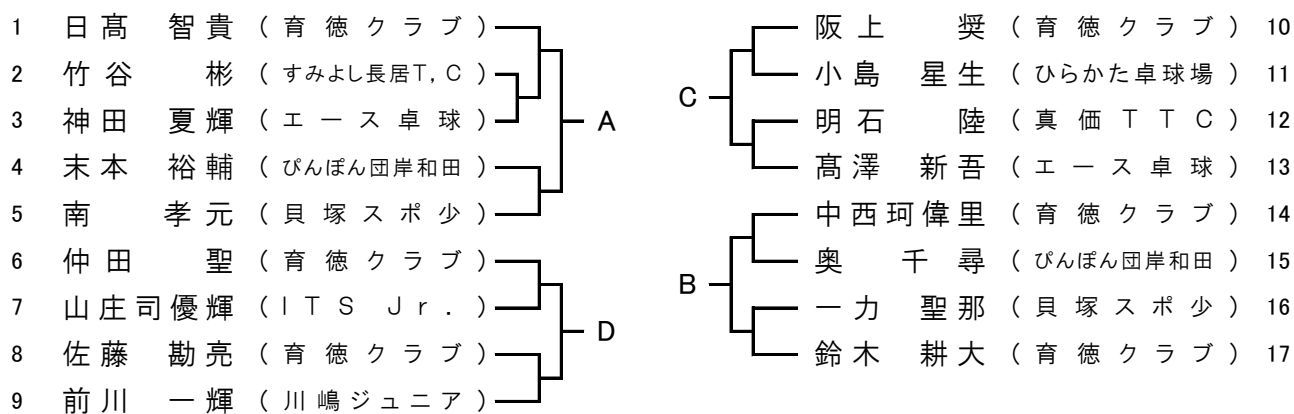 1 日髙 智貴 (育徳クラブ)
2 竹谷 彬 (すみよし長居T,C)
3 神田 夏輝 (エース卓球)
A
4 末本 裕輔 (ぴんぽん団岸和田)
5 南 孝元 (貝塚スポ少)
6 仲田 聖 (育徳クラブ)
7 山庄司優輝 (ITS Jr.)
D
8 佐藤 勘亮 (育徳クラブ)
9 前川 一輝 (川嶋ジュニア)
阪上 奨 (育徳クラブ) 10
小島 星生 (ひらかた卓球場) 11
C
明石 陸 (真価TTC) 12
髙澤 新吾 (エース卓球) 13
中西珂偉里 (育徳クラブ) 14
奥 千尋 (ぴんぽん団岸和田) 15
B
一力 聖那 (貝塚スポ少) 16
鈴木 耕大 (育徳クラブ) 17